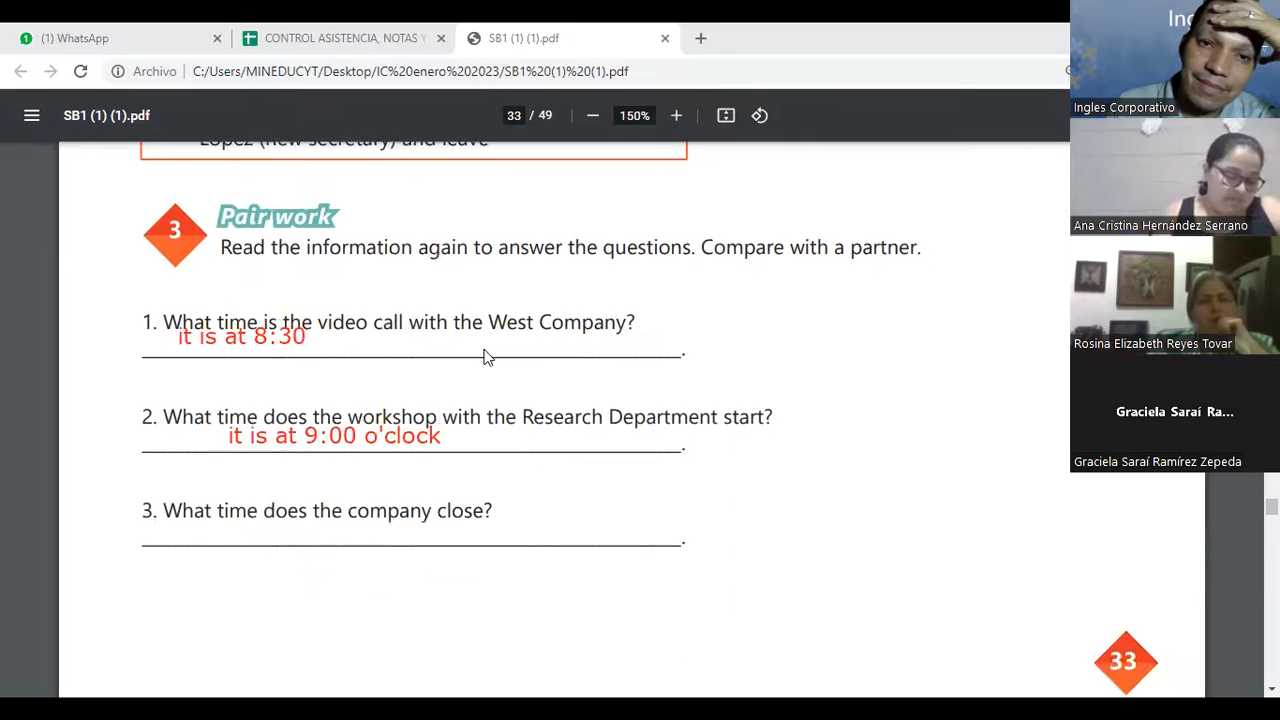 (1) WhatsApp
CONTROL ASISTENCIA, NOTAS Y
SB1 (1) (1).pdf
Archivo
C:/Users/MINEDUCYT/Desktop/IC%20enero%202023/SB1%20(1)%20(1).pdf
SB1 (1) (1).pdf
33 / 49
150%
Lopez (new secretary) and leave
3
Pair work
Read the information again to answer the questions. Compare with a partner.
1. What time is the video call with the West Company?
it is at 8:30
2. What time does the workshop with the Research Department start?
it is at 9:00 o'clock
3. What time does the company close?
33
Ingles Corporativo
Ana Cristina Hernández Serrano
Rosina Elizabeth Reyes Tovar
Graciela Saraí Ra...
Graciela Saraí Ramírez Zepeda